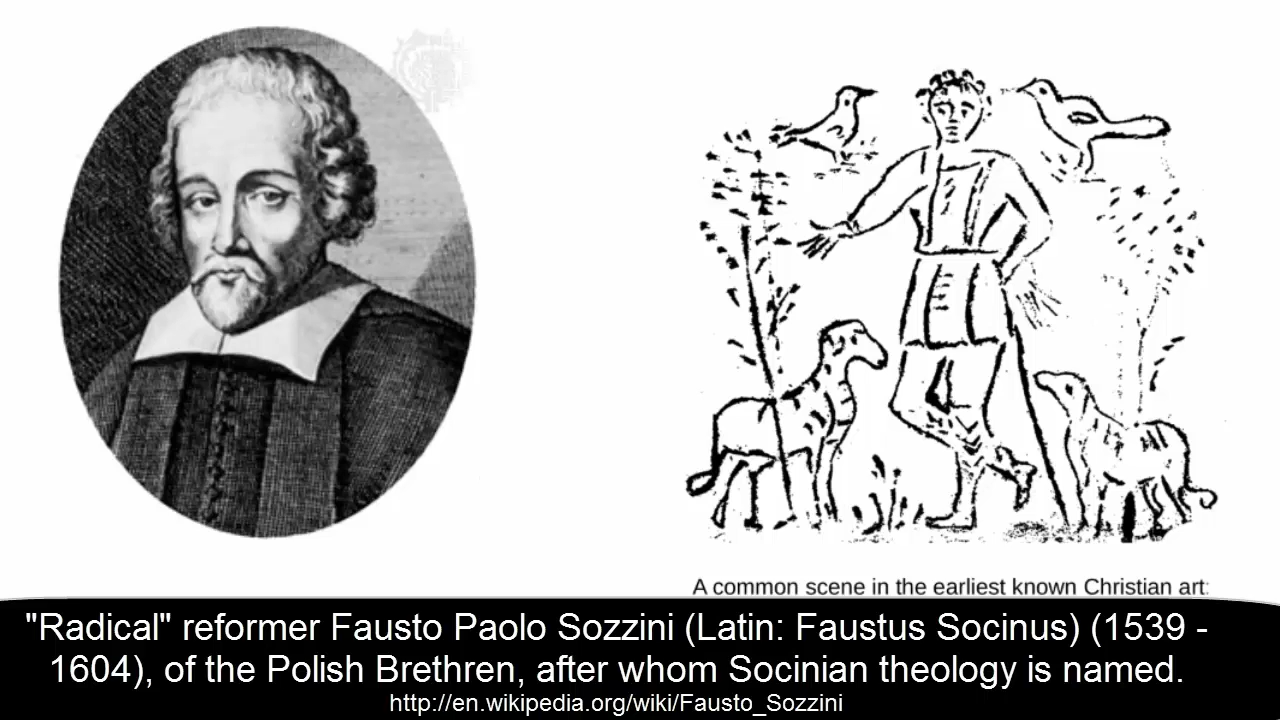 A common scene in the earliest known Christian art:
"Radical" reformer Fausto Paolo Sozzini (Latin: Faustus Socinus) (1539 -
1604), of the Polish Brethren, after whom Socinian theology is named.
http://en.wikipedia.org/wiki/Fausto_Sozzini